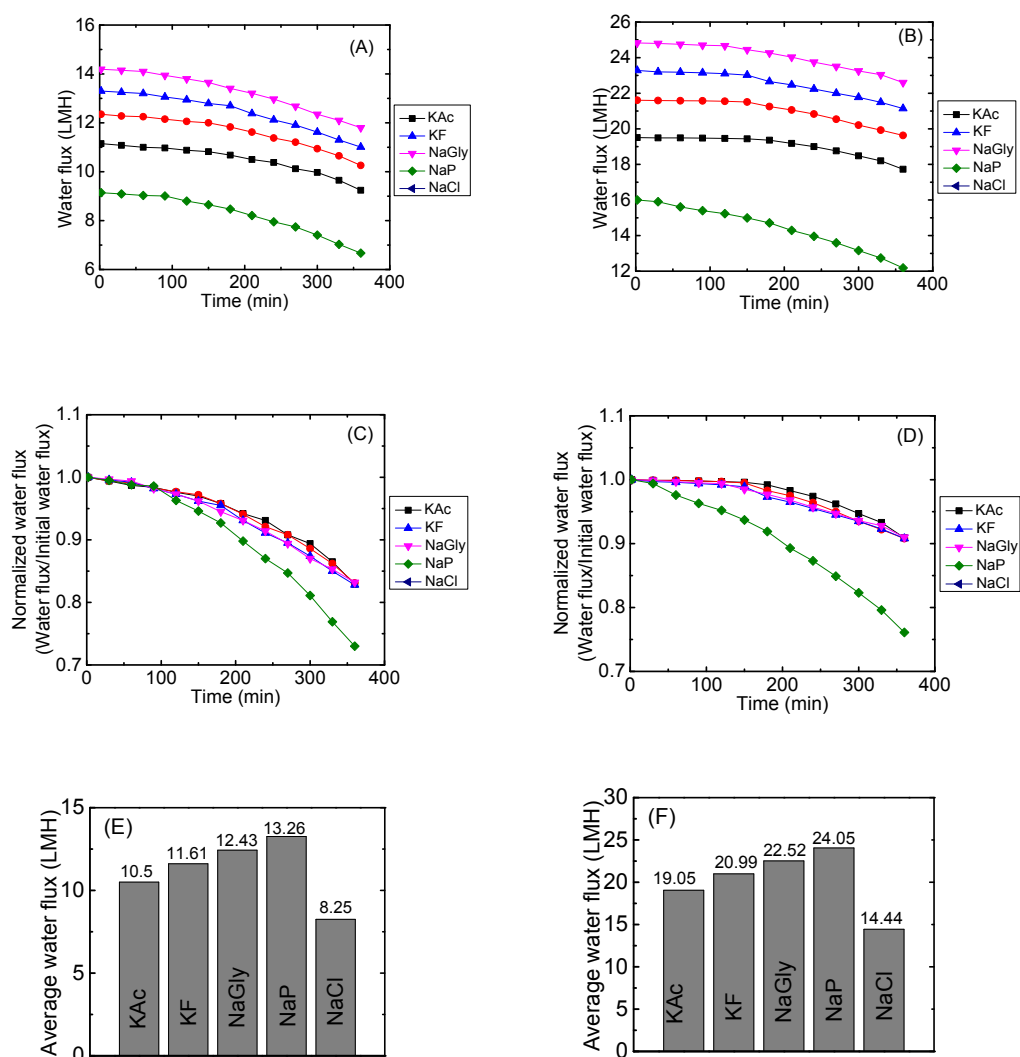 (A)
Water flux (LMH)
16
14
12
10
8
6
0
100
200
300
400
Time (min)
KAc
KF
NaGly
NaP
NaCl
(B)
Water flux (LMH)
26
24
22
20
18
16
14
12
0
100
200
300
400
Time (min)
KAc
KF
NaGly
NaP
NaCl
(C)
Normalized water flux
(Water flux/Initial water flux)
1.1
1.0
0.9
0.8
0.7
0
100
200
300
400
Time (min)
KAc
KF
NaGly
NaP
NaCl
(D)
Normalized water flux
(Water flux/Initial water flux)
1.1
1.0
0.9
0.8
0.7
0
100
200
300
400
Time (min)
KAc
KF
NaGly
NaP
NaCl
(E)
Average water flux (LMH)
15
10
5
0
10.5
11.61
12.43
13.26
8.25
KAc
KF
NaGly
NaP
NaCl
(F)
Average water flux (LMH)
30
25
20
15
10
5
0
19.05
20.99
22.52
24.05
14.44
KAc
KF
NaGly
NaP
NaCl